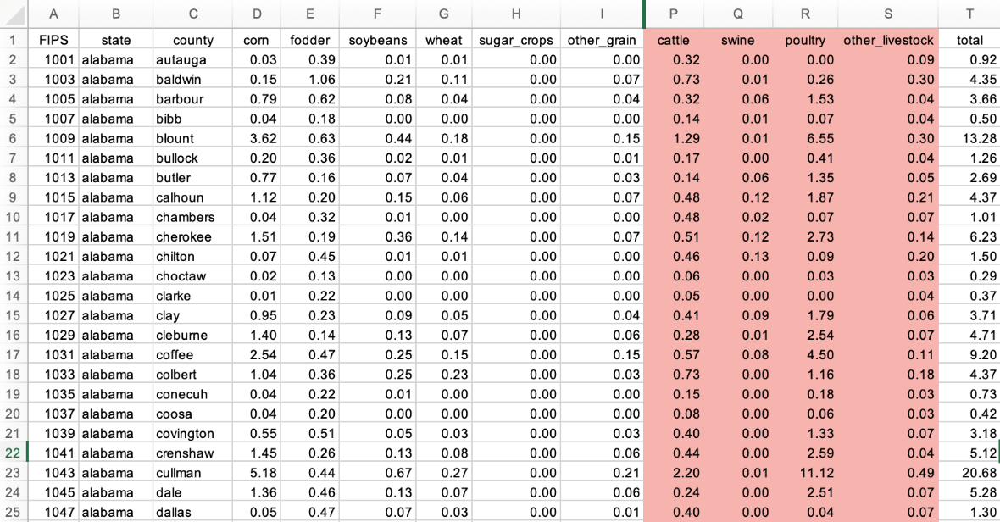 A B C D E F G H I P Q R S T
1 FIPS state county corn fodder soybeans wheat sugar_crops other_grain cattle swine poultry other_livestock total
2 1001 alabama autauga 0.03 0.39 0.01 0.01 0.00 0.00 0.32 0.00 0.00 0.09 0.92
3 1003 alabama baldwin 0.15 1.06 0.21 0.11 0.00 0.07 0.73 0.01 0.26 0.30 4.35
4 1005 alabama barbour 0.79 0.62 0.08 0.04 0.00 0.04 0.32 0.06 1.53 0.04 3.66
5 1007 alabama bibb 0.04 0.18 0.00 0.00 0.00 0.00 0.14 0.01 0.07 0.04 0.50
6 1009 alabama blount 3.62 0.63 0.44 0.18 0.00 0.15 1.29 0.01 6.55 0.30 13.28
7 1011 alabama bullock 0.20 0.36 0.02 0.01 0.00 0.01 0.17 0.00 0.41 0.04 1.26
8 1013 alabama butler 0.77 0.16 0.07 0.04 0.00 0.03 0.14 0.06 1.35 0.05 2.69
9 1015 alabama calhoun 1.12 0.20 0.15 0.06 0.00 0.07 0.48 0.12 1.87 0.21 4.37
10 1017 alabama chambers 0.04 0.32 0.01 0.00 0.00 0.00 0.48 0.02 0.07 0.07 1.01
11 1019 alabama cherokee 1.51 0.19 0.36 0.14 0.00 0.07 0.51 0.12 2.73 0.14 6.23
12 1021 alabama chilton 0.07 0.45 0.01 0.01 0.00 0.00 0.46 0.13 0.09 0.20 1.50
13 1023 alabama choctaw 0.02 0.13 0.00 0.00 0.00 0.00 0.06 0.00 0.03 0.03 0.29
14 1025 alabama clarke 0.01 0.22 0.00 0.00 0.00 0.00 0.05 0.00 0.00 0.04 0.37
15 1027 alabama clay 0.95 0.23 0.09 0.05 0.00 0.04 0.41 0.09 1.79 0.06 3.71
16 1029 alabama cleburne 1.40 0.14 0.13 0.07 0.00 0.06 0.28 0.01 2.54 0.07 4.71
17 1031 alabama coffee 2.54 0.47 0.25 0.15 0.00 0.15 0.57 0.08 4.50 0.11 9.20
18 1033 alabama colbert 1.04 0.36 0.25 0.23 0.00 0.03 0.73 0.00 1.16 0.18 4.37
19 1035 alabama conecuh 0.04 0.22 0.01 0.00 0.00 0.00 0.15 0.00 0.18 0.03 0.73
20 1037 alabama coosa 0.04 0.20 0.00 0.00 0.00 0.00 0.08 0.00 0.06 0.03 0.42
21 1039 alabama covington 0.55 0.51 0.05 0.03 0.00 0.03 0.40 0.00 1.33 0.07 3.18
22 1041 alabama crenshaw 1.45 0.26 0.13 0.08 0.00 0.06 0.44 0.00 2.59 0.04 5.12
23 1043 alabama cullman 5.18 0.44 0.67 0.27 0.00 0.21 2.20 0.01 11.12 0.49 20.68
24 1045 alabama dale 1.36 0.46 0.13 0.07 0.00 0.06 0.24 0.00 2.51 0.07 5.28
25 1047 alabama dallas 0.05 0.47 0.07 0.03 0.00 0.01 0.40 0.00 0.04 0.07 1.30